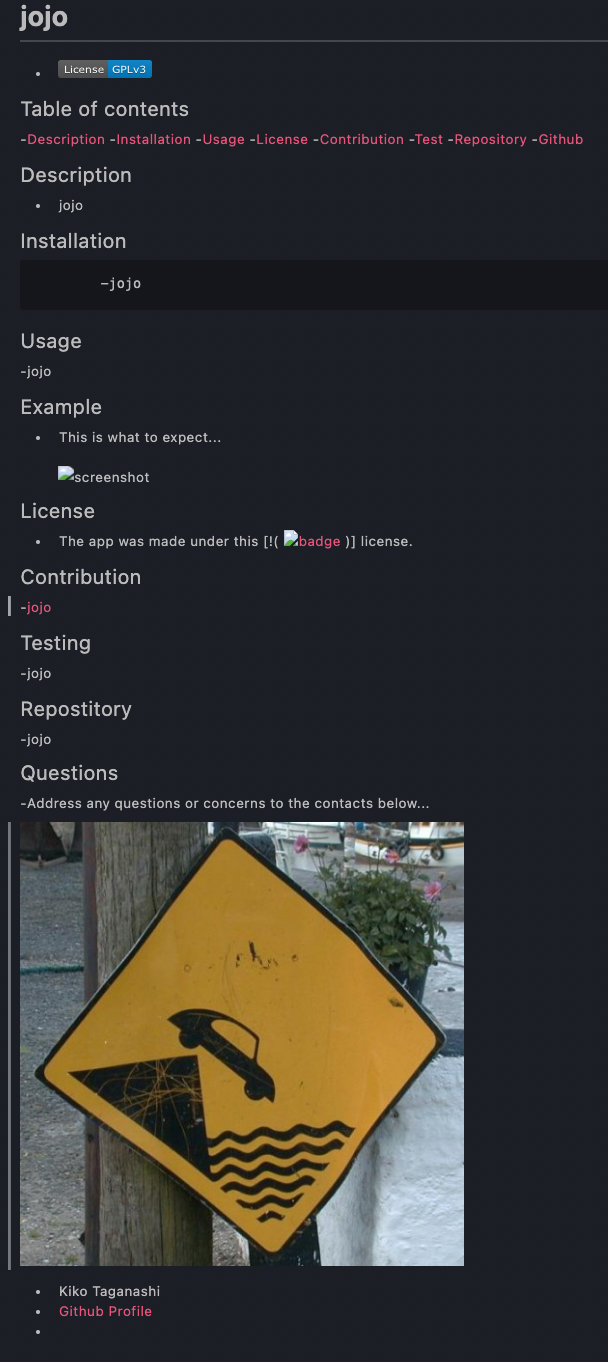 jojo
License GPLv3
Table of contents
-Description -Installation -Usage -License -Contribution -Test -Repository -Github
Description
jojo
Installation
–jojo
Usage
-jojo
Example
This is what to expect...
screenshot
License
The app was made under this [!( badge )] license.
Contribution
-jojo
Testing
-jojo
Repostitory
-jojo
Questions
-Address any questions or concerns to the contacts below...
Kiko Taganashi
Github Profile